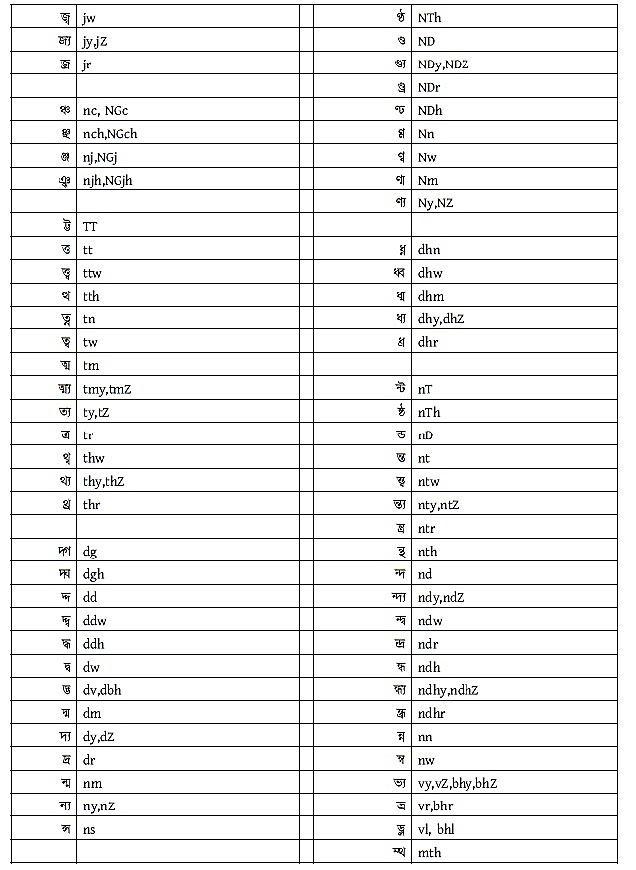 জ্ব jw ণ্ঠ NTh
জ্য jy,jZ ণ্ড ND
জ্র jr ণ্ড্য NDy,NDZ
ণ্ড্র NDr
ঞ্চ nc, NGc ণ্ঢ NDh
ঞ্ছ nch,NGch ণ্ণ Nn
ঞ্জ nj,NGj ণ্ব Nw
ঞ্ঝ njh,NGjh ণ্ম Nm
ণ্য Ny,NZ
ট্ট TT
ত্ত tt ধ্ন dhn
ত্ত্ব ttw ধ্ব dhw
ত্থ tth ধ্ম dhm
ত্ন tn ধ্য dhy,dhZ
ত্ব tw ধ্র dhr
ত্ম tm
ত্ম্য tmy,tmZ ন্ট nT
ত্য ty,tZ ন্ঠ nTh
ত্র tr ন্ড nD
থ্ব thw ন্ত nt
থ্য thy,thZ ন্ত্ব ntw
থ্র thr ন্ত্য nty,ntZ
ন্ত্র ntr
দ্গ dg ন্থ nth
দ্ঘ dgh ন্দ nd
দ্দ dd ন্দ্য ndy,ndZ
দ্দ্ব ddw ন্দ্ব ndw
দ্ধ ddh ন্দ্র ndr
দ্ব dw ন্ধ ndh
দ্ভ dv,dbh ন্ধ্য ndhy,ndhZ
দ্ম dm ন্ধ্র ndhr
দ্য dy,dZ ন্ন nn
দ্র dr ন্ব nw
ন্ম nm ভ্য vy,vZ,bhy,bhZ
ন্য ny,nZ ভ্র vr,bhr
ন্স ns ভ্ল vl, bhl
ম্থ mth